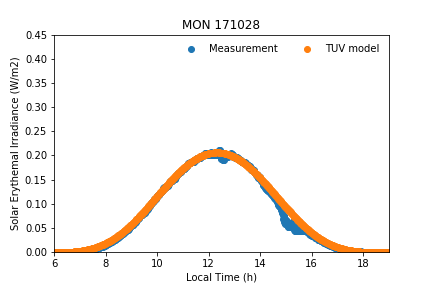 MON 171028
Measurement TUV model
Solar Erythemal Irradiance (W/m2)
0.45
0.40
0.35
0.30
0.25
0.20
0.15
0.10
0.05
0.00
6 8 10 12 14 16 18
Local Time (h)